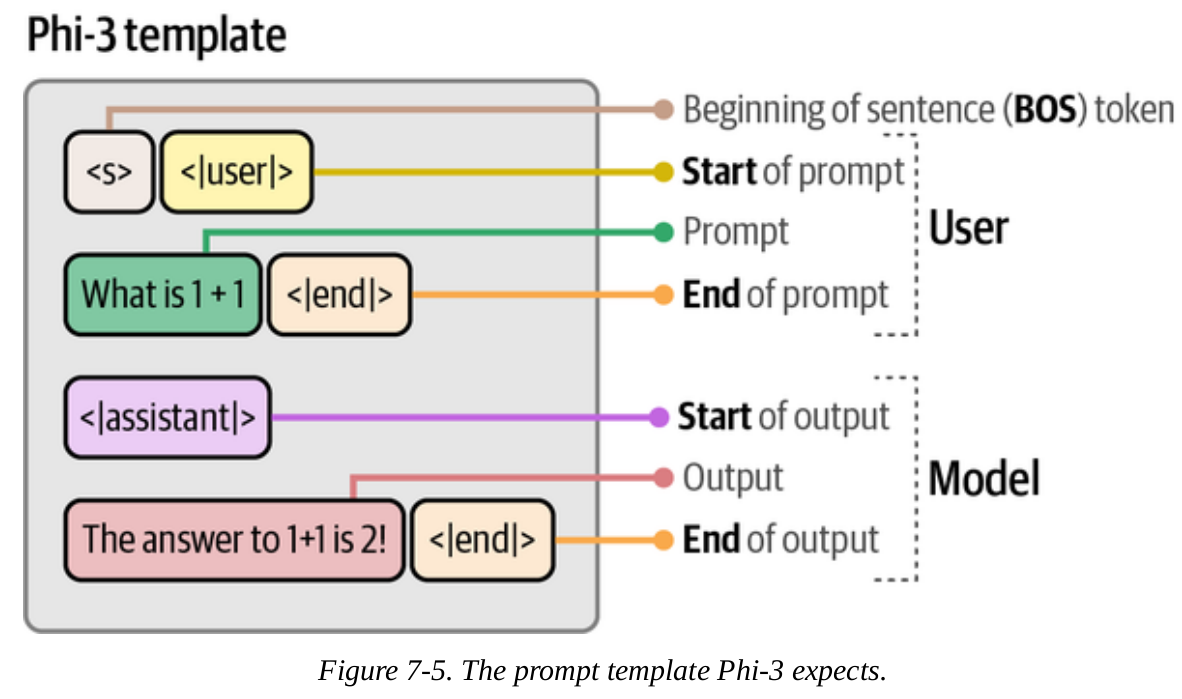 Phi-3 template
Beginning of sentence (BOS) token
<s> <|user|> Start of prompt
Prompt
User
What is 1 + 1 <|end|> End of prompt
<|assistant|> Start of output
Output
Model
The answer to 1+1 is 2! <|end|> End of output
Figure 7-5. The prompt template Phi-3 expects.